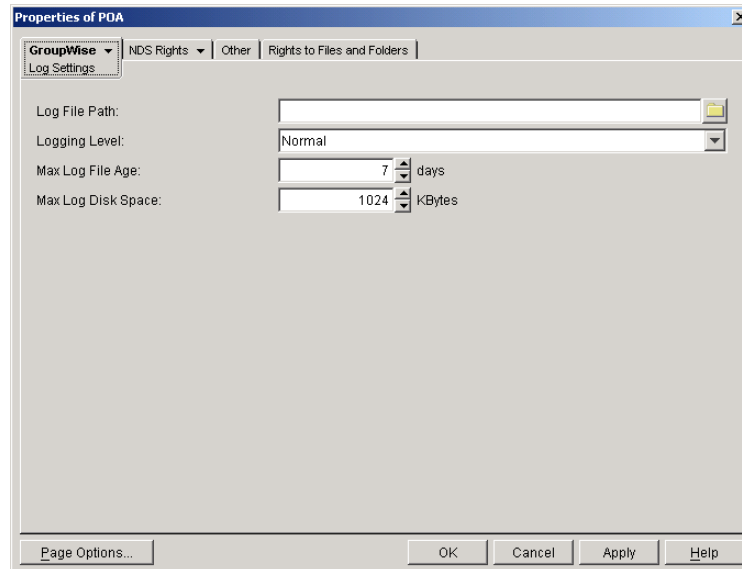 Properties of POA
GroupWise NDS Rights Other Rights to Files and Folders
Log Settings
Log File Path:
Logging Level: Normal
Max Log File Age: 7 days
Max Log Disk Space: 1024 KBytes
Page Options... OK Cancel Apply Help